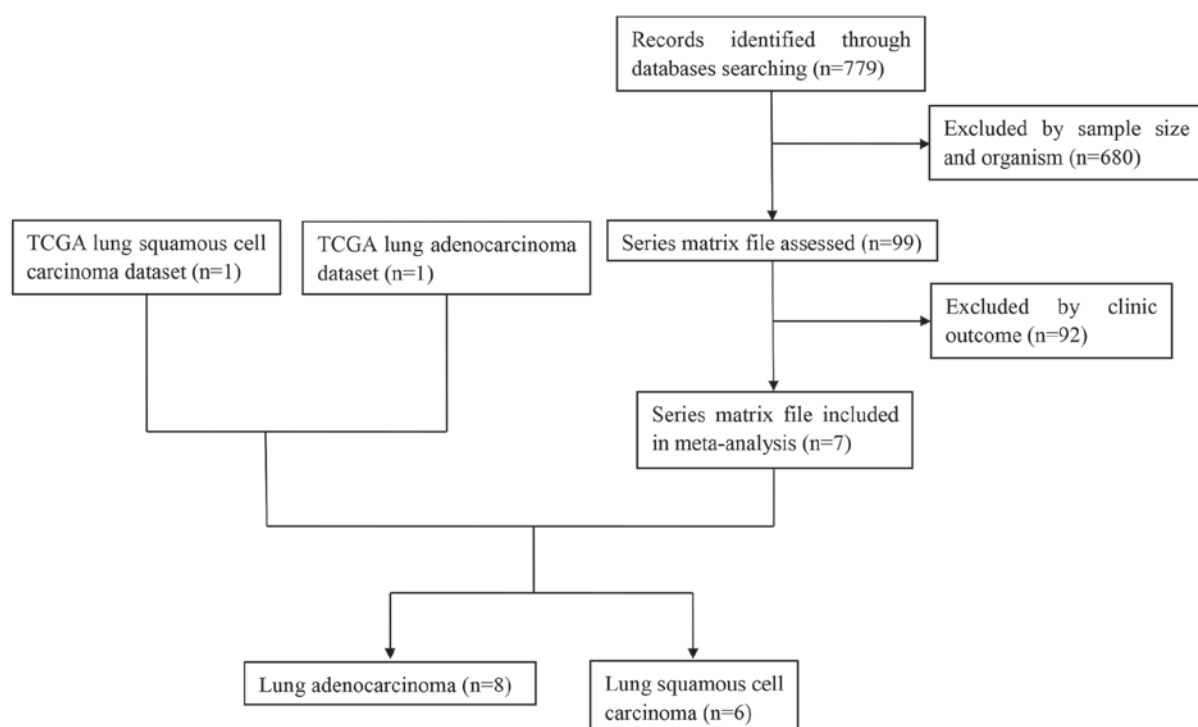 Records identified through
databases searching (n=779)
Excluded by sample size
and organism (n=680)
TCGA lung squamous cell
carcinoma dataset (n=1)
TCGA lung adenocarcinoma
dataset (n=1)
Series matrix file assessed (n=99)
Excluded by clinic
outcome (n=92)
Series matrix file included
in meta-analysis (n=7)
Lung adenocarcinoma (n=8)
Lung squamous cell
carcinoma (n=6)